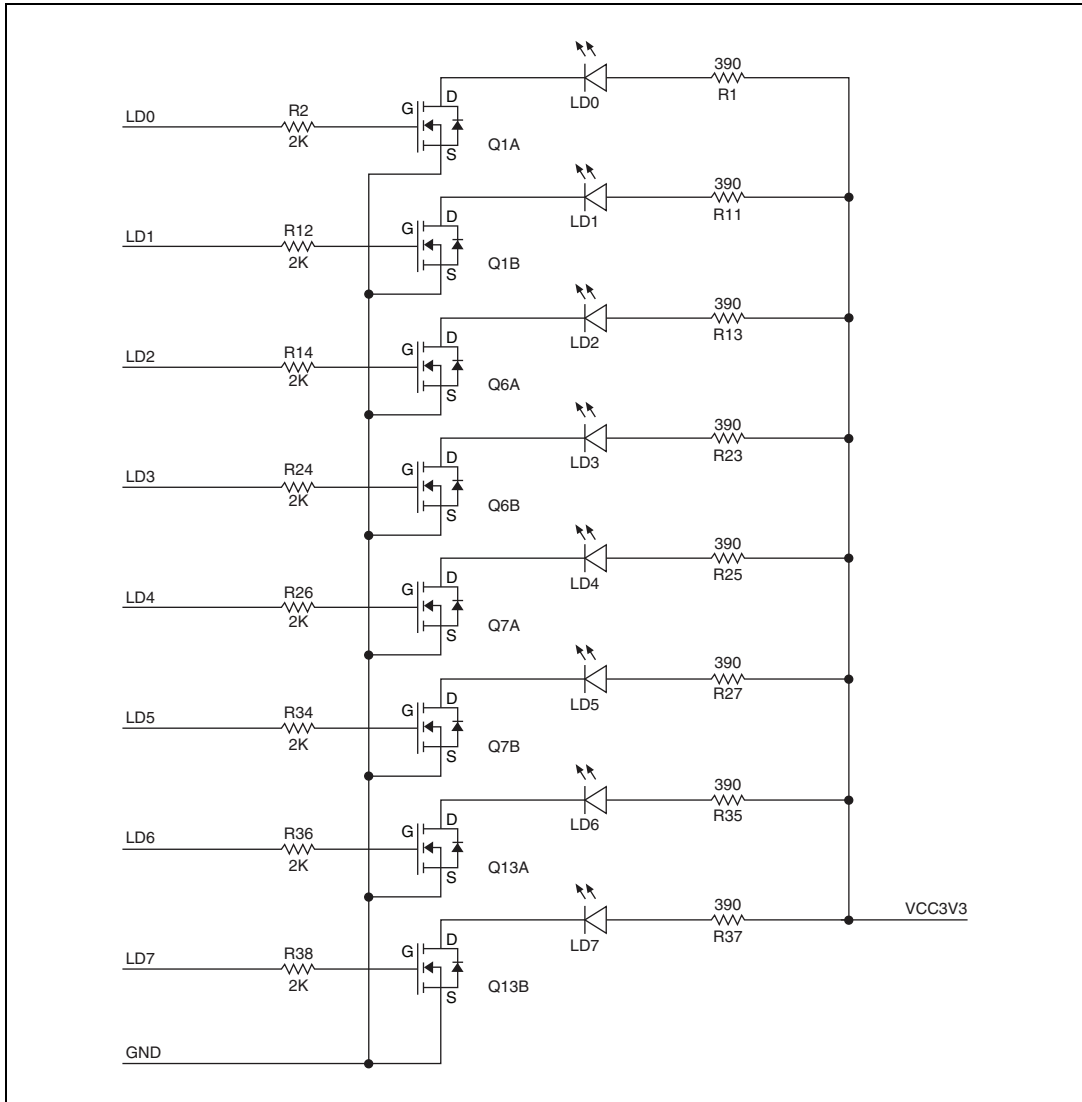 390
R1
LD0
D
G
S
Q1A
LD0
R2
2K
390
R11
LD1
D
G
S
Q1B
LD1
R12
2K
390
R13
LD2
D
G
S
Q6A
LD2
R14
2K
390
R23
LD3
D
G
S
Q6B
LD3
R24
2K
390
R25
LD4
D
G
S
Q7A
LD4
R26
2K
390
R27
LD5
D
G
S
Q7B
LD5
R34
2K
390
R35
LD6
D
G
S
Q13A
LD6
R36
2K
390
R37
LD7
VCC3V3
D
G
S
Q13B
LD7
R38
2K
GND